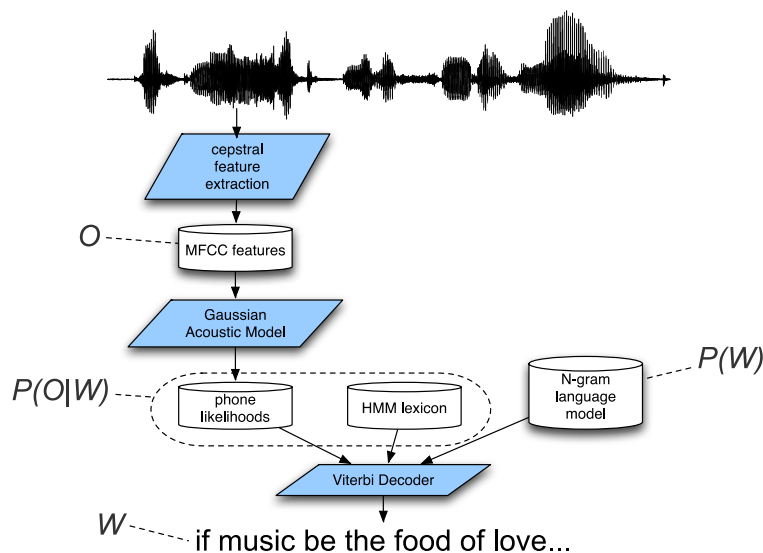 cepstral
feature
extraction
O
MFCC features
Gaussian
Acoustic Model
P(O|W)
phone
likelihoods
HMM lexicon
N-gram
language
model
P(W)
Viterbi Decoder
W
if music be the food of love...